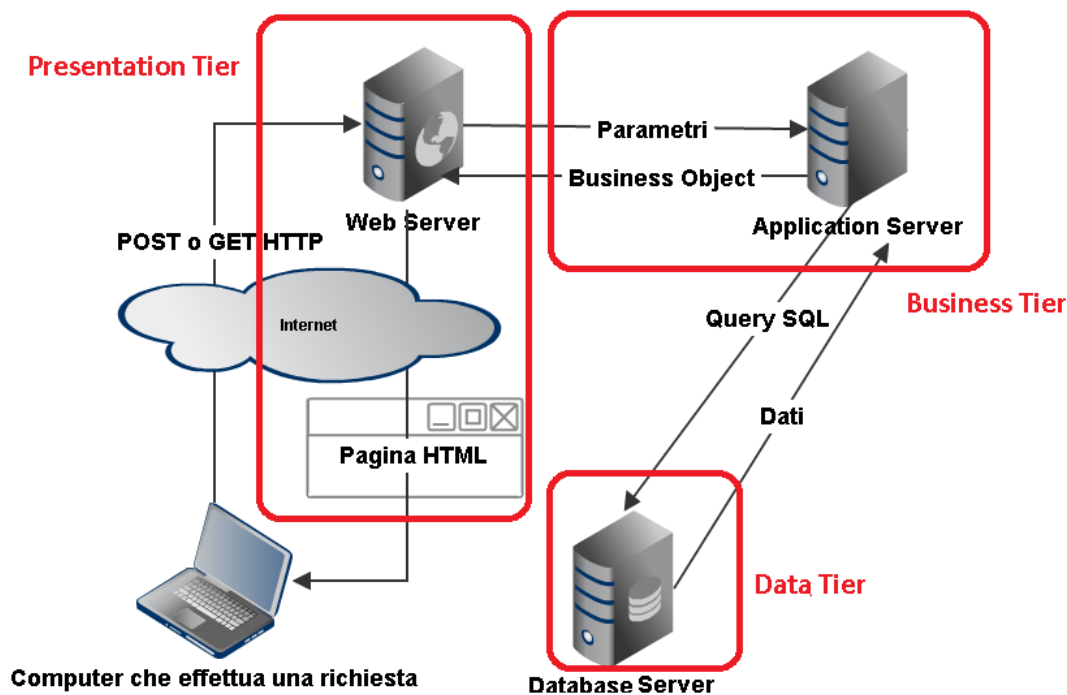 Presentation Tier
Parametri
Business Object
Web Server
Application Server
POST o GET HTTP
Business Tier
Internet
Query SQL
Dati
Pagina HTML
Data Tier
Computer che effettua una richiesta
Database Server